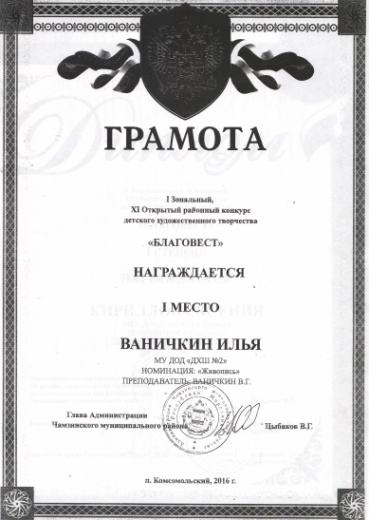 ГРАМОТА
I Зональный,
XI Открытый районный конкурс
детского художественного творчества
«БЛАГОВЕСТ»
НАГРАЖДАЕТСЯ
I МЕСТО
ВАНИЧКИН ИЛЬЯ
МУ ДОД «ДХШ №2»
НОМИНАЦИЯ: «Живопись»
ПРЕПОДАВАТЕЛЬ: ВАНИЧКИН В.Г.
Глава Администрации
Чамзинского муниципального района Цыбаков В.Г.
п. Комсомольский, 2016 г.